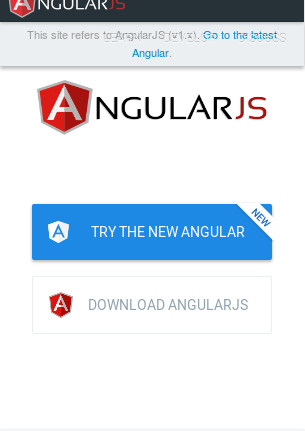 ANGULARJS
This site refers to AngularJS (v1.x). Go to the latest
Angular.
ANGULARJS
TRY THE NEW ANGULAR
NEW
DOWNLOAD ANGULARJS